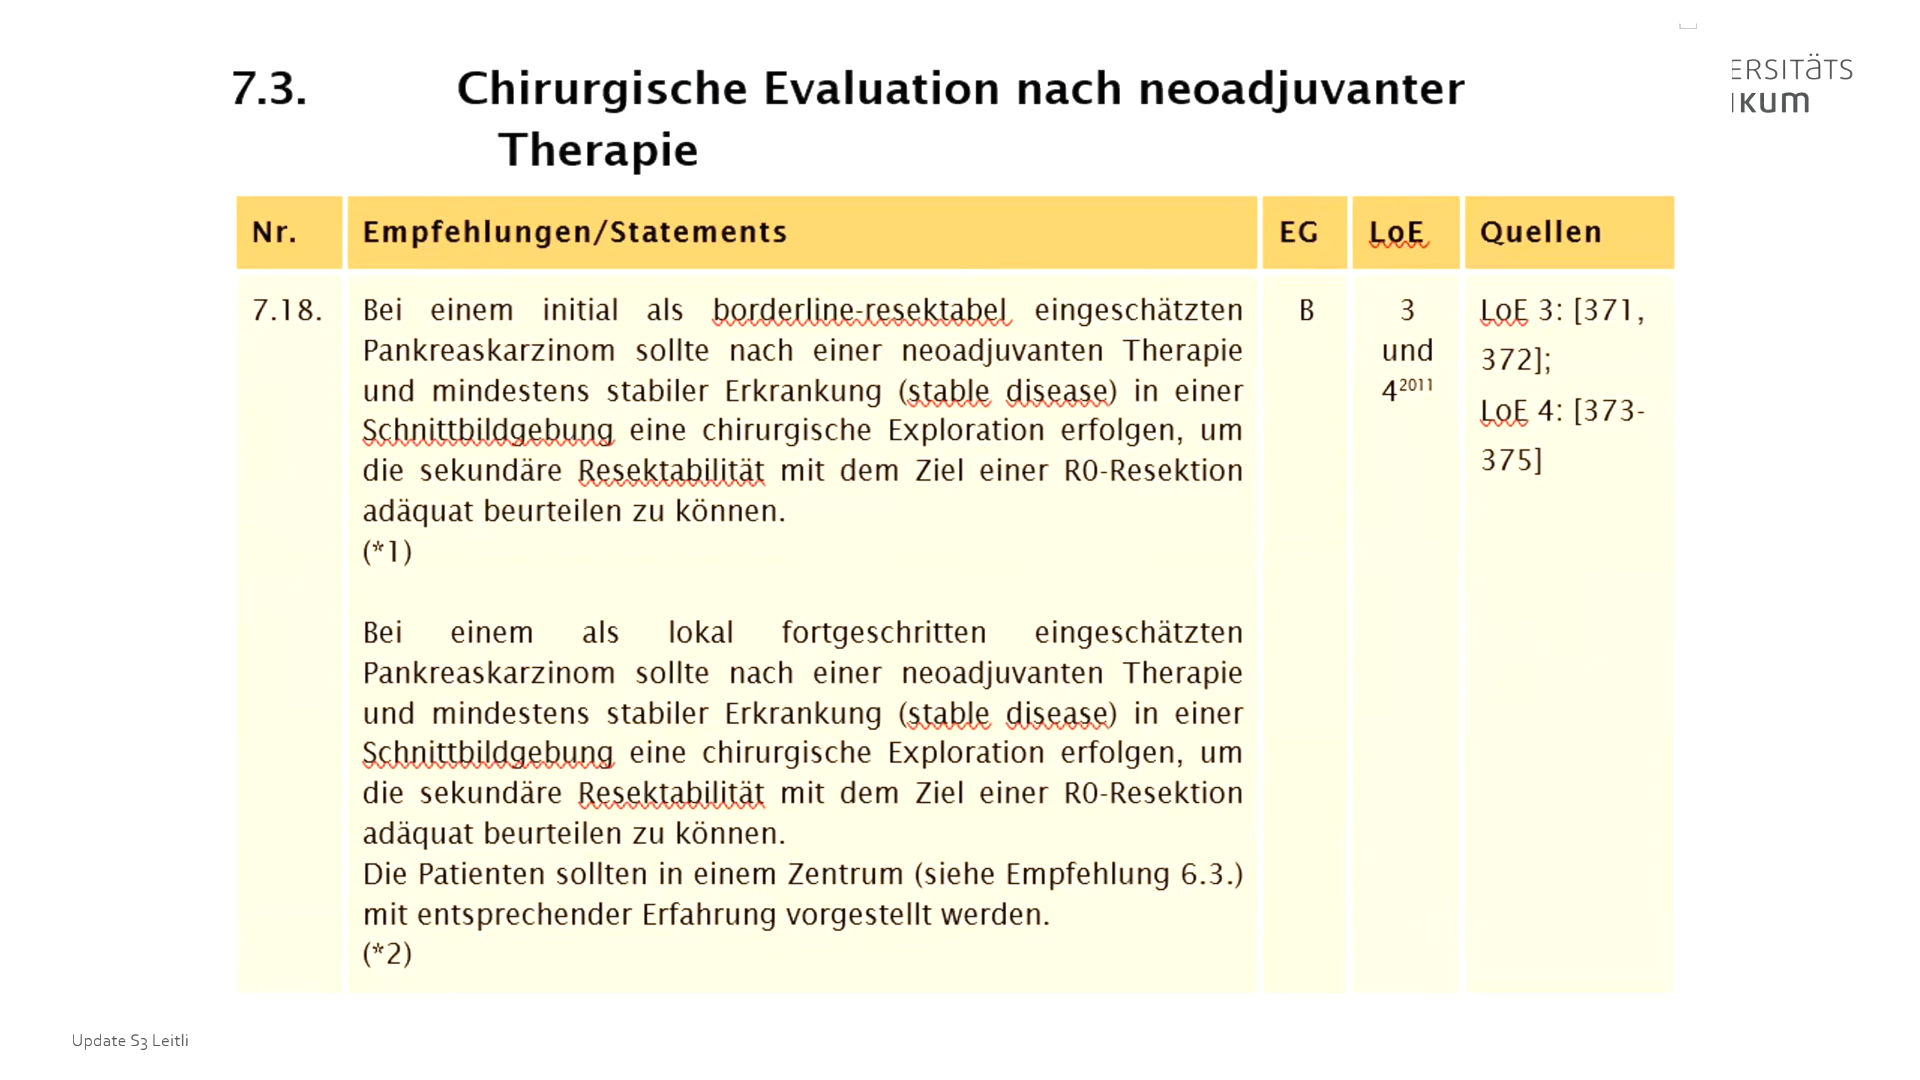 ERSITÄTS
IKUM
7.3. Chirurgische Evaluation nach neoadjuvanter
Therapie
Nr. Empfehlungen/Statements EG LoE Quellen
7.18.
Bei einem initial als borderline-resektabel eingeschätzten
Pankreaskarzinom sollte nach einer neoadjuvanten Therapie
und mindestens stabiler Erkrankung (stable disease) in einer
Schnittbildgebung eine chirurgische Exploration erfolgen, um
die sekundäre Resektabilität mit dem Ziel einer R0-Resektion
adäquat beurteilen zu können.
(*1)
Bei einem als lokal fortgeschritten eingeschätzten
Pankreaskarzinom sollte nach einer neoadjuvanten Therapie
und mindestens stabiler Erkrankung (stable disease) in einer
Schnittbildgebung eine chirurgische Exploration erfolgen, um
die sekundäre Resektabilität mit dem Ziel einer R0-Resektion
adäquat beurteilen zu können.
Die Patienten sollten in einem Zentrum (siehe Empfehlung 6.3.)
mit entsprechender Erfahrung vorgestellt werden.
(*2)
B
3
und
4²⁰¹¹
LoE 3: [371,
372];
LoE 4: [373-
375]
Update S3 Leitli